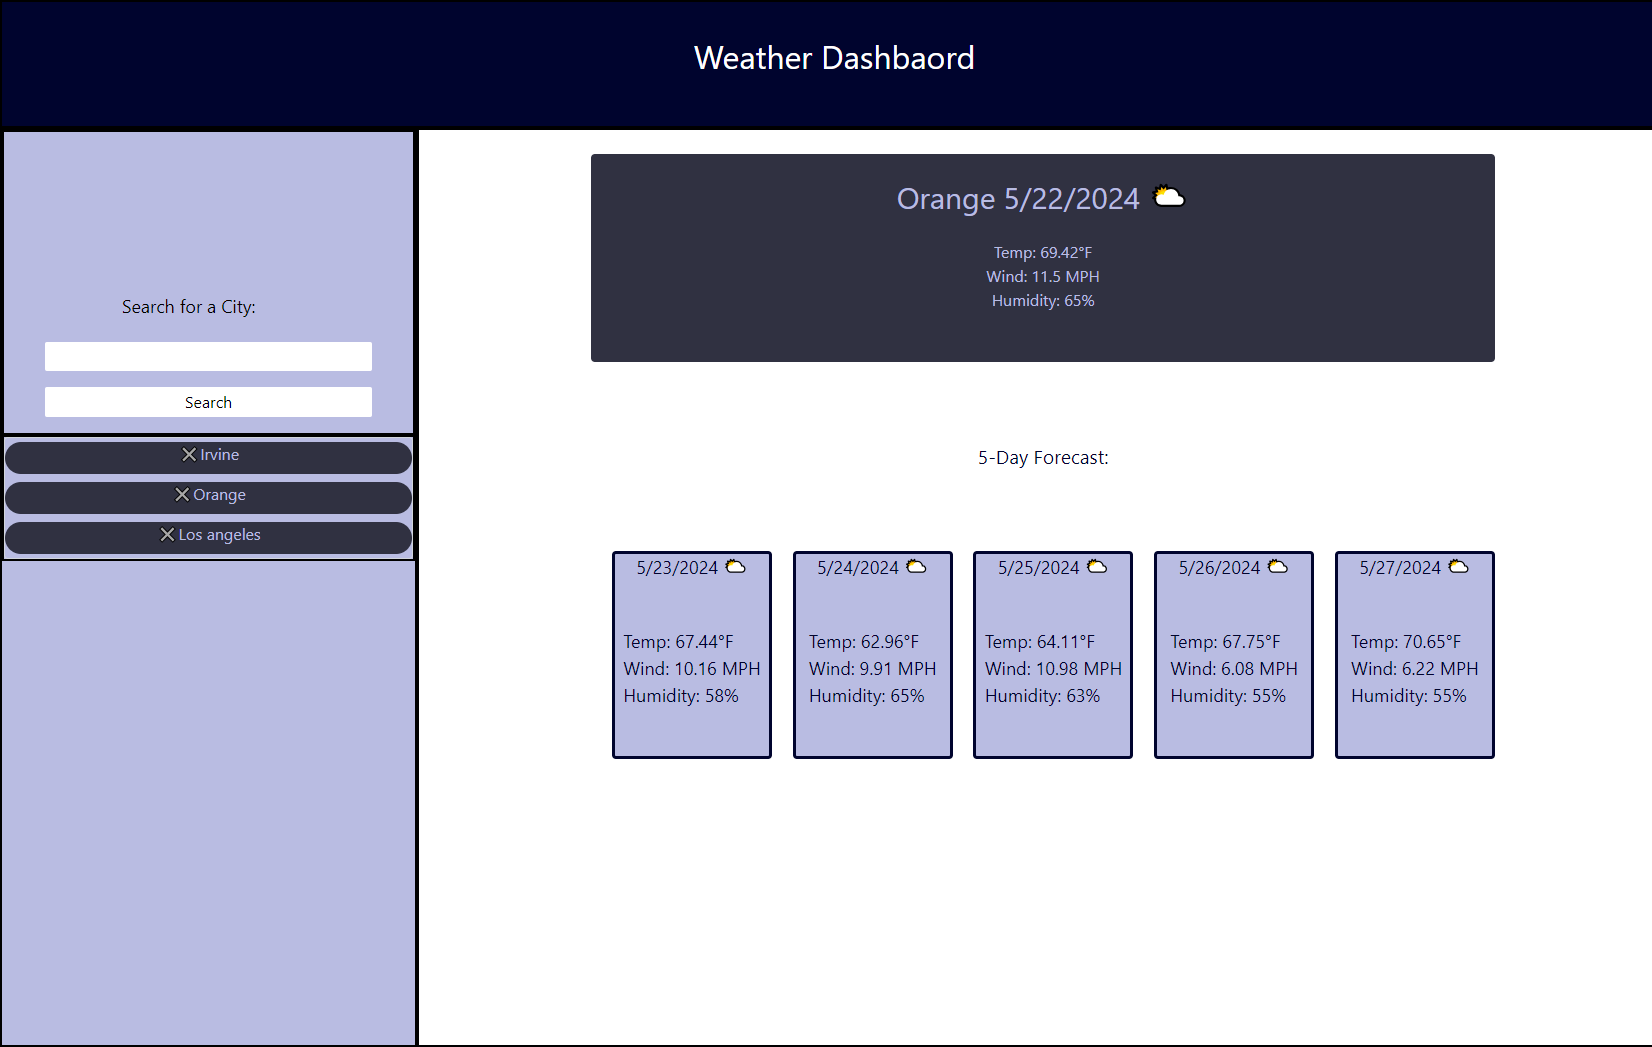 Weather Dashbaord
Search for a City:
Search
Irvine
Orange
Los angeles
Orange 5/22/2024
Temp: 69.42°F
Wind: 11.5 MPH
Humidity: 65%
5-Day Forecast:
5/23/2024
Temp: 67.44°F
Wind: 10.16 MPH
Humidity: 58%
5/24/2024
Temp: 62.96°F
Wind: 9.91 MPH
Humidity: 65%
5/25/2024
Temp: 64.11°F
Wind: 10.98 MPH
Humidity: 63%
5/26/2024
Temp: 67.75°F
Wind: 6.08 MPH
Humidity: 55%
5/27/2024
Temp: 70.65°F
Wind: 6.22 MPH
Humidity: 55%